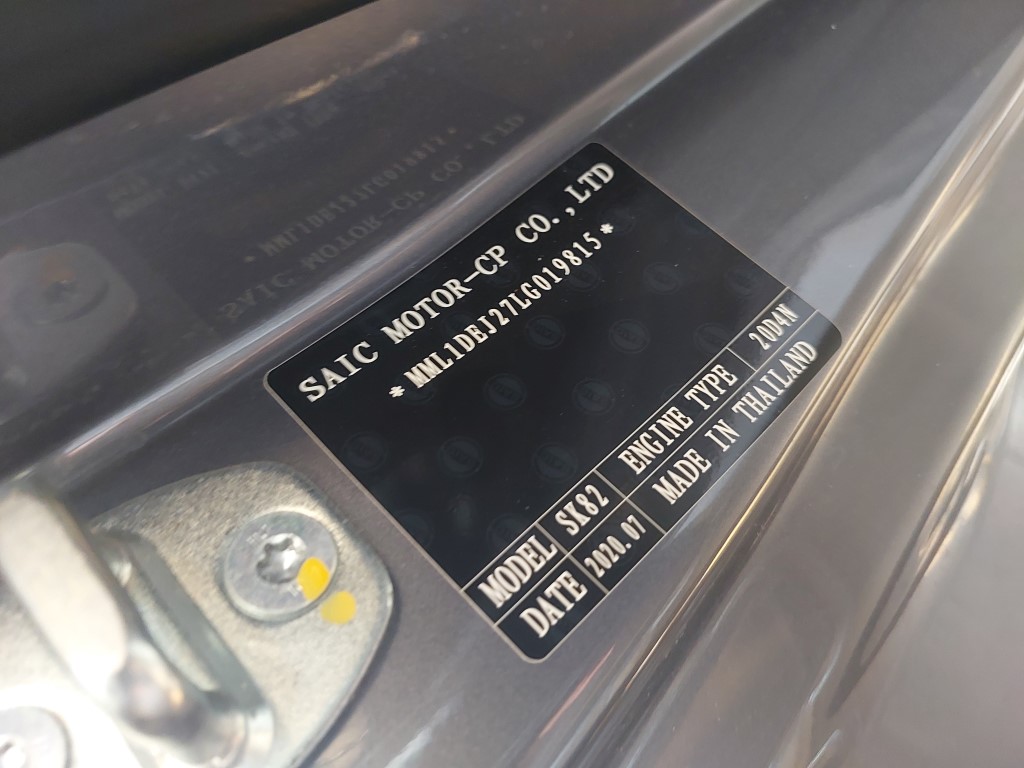 SAIC MOTOR-CP CO.,LTD
* MML1DEJ27LG019815 *
MODEL SK82 ENGINE TYPE 20D4N
DATE 2020.07 MADE IN THAILAND